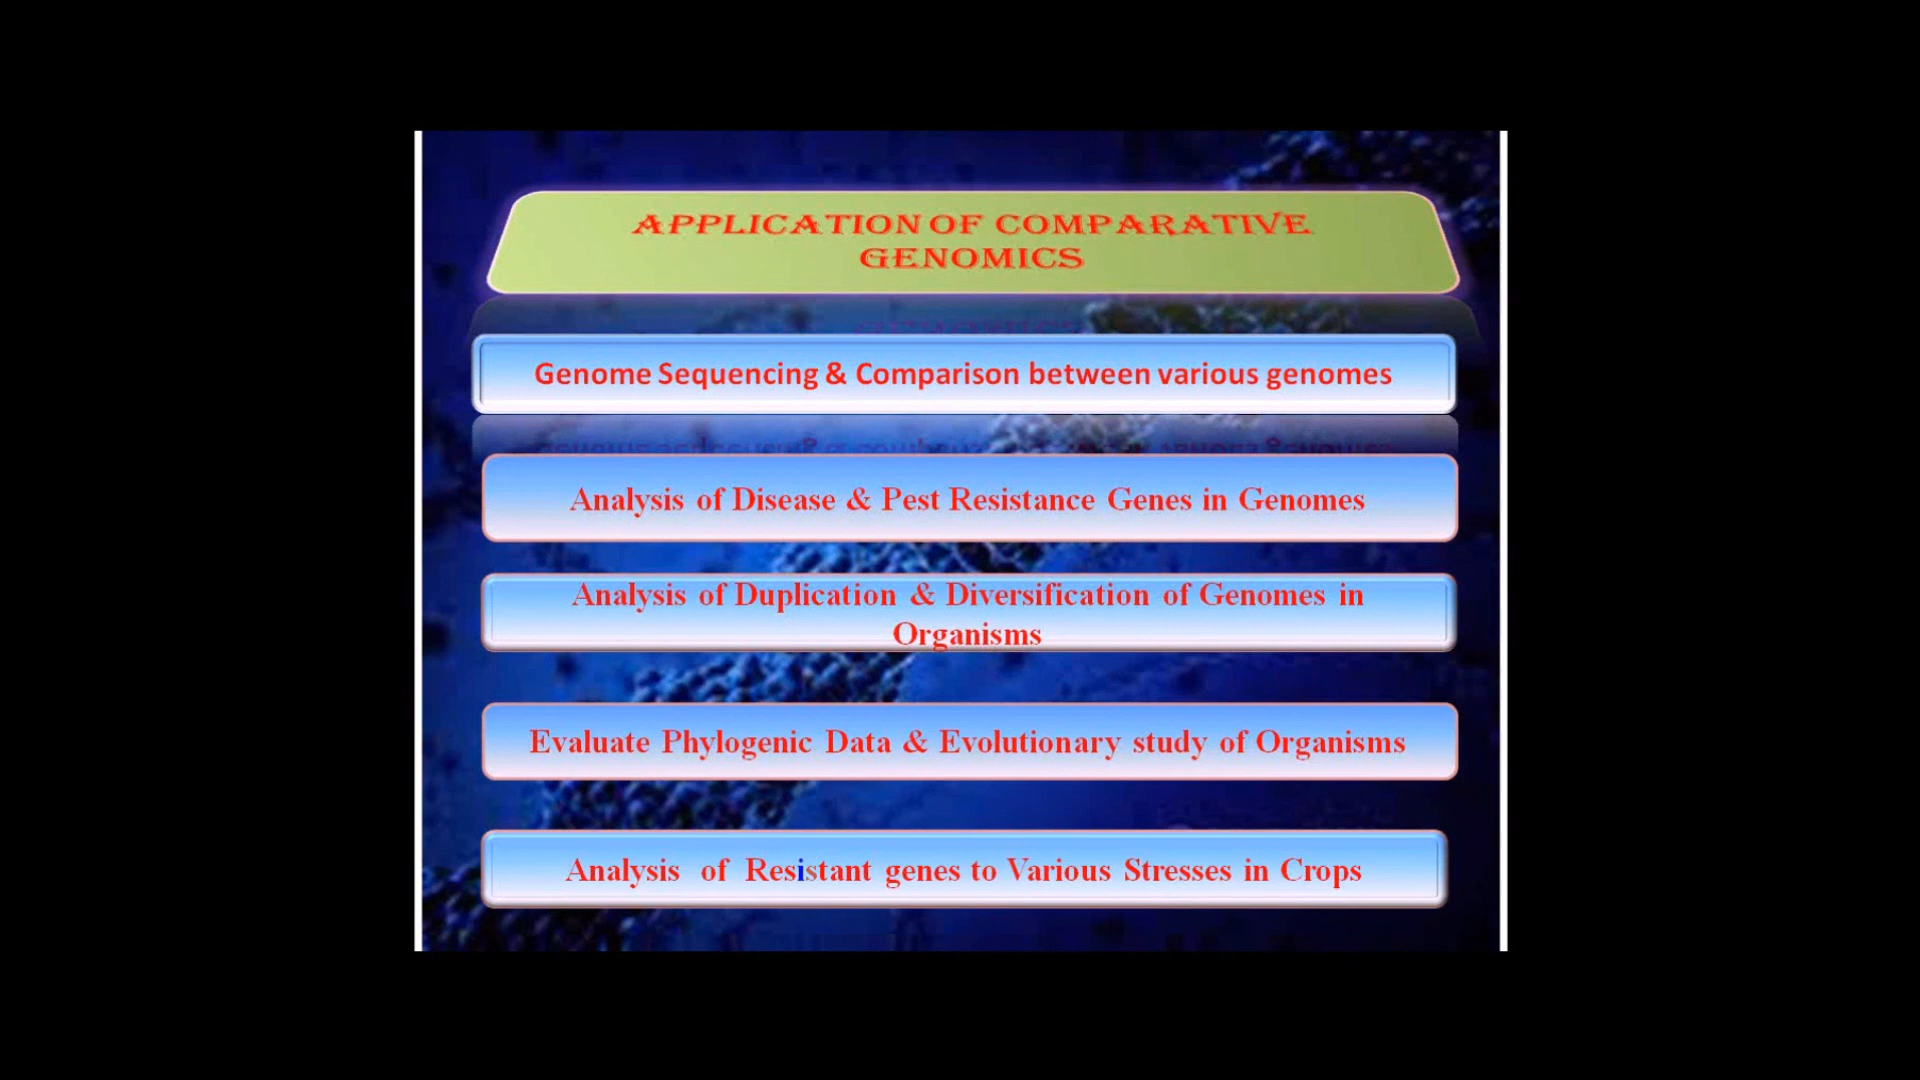 APPLICATION OF COMPARATIVE
GENOMICS
Genome Sequencing & Comparison between various genomes
Analysis of Disease & Pest Resistance Genes in Genomes
Analysis of Duplication & Diversification of Genomes in
Organisms
Evaluate Phylogenic Data & Evolutionary study of Organisms
Analysis of Resistant genes to Various Stresses in Crops